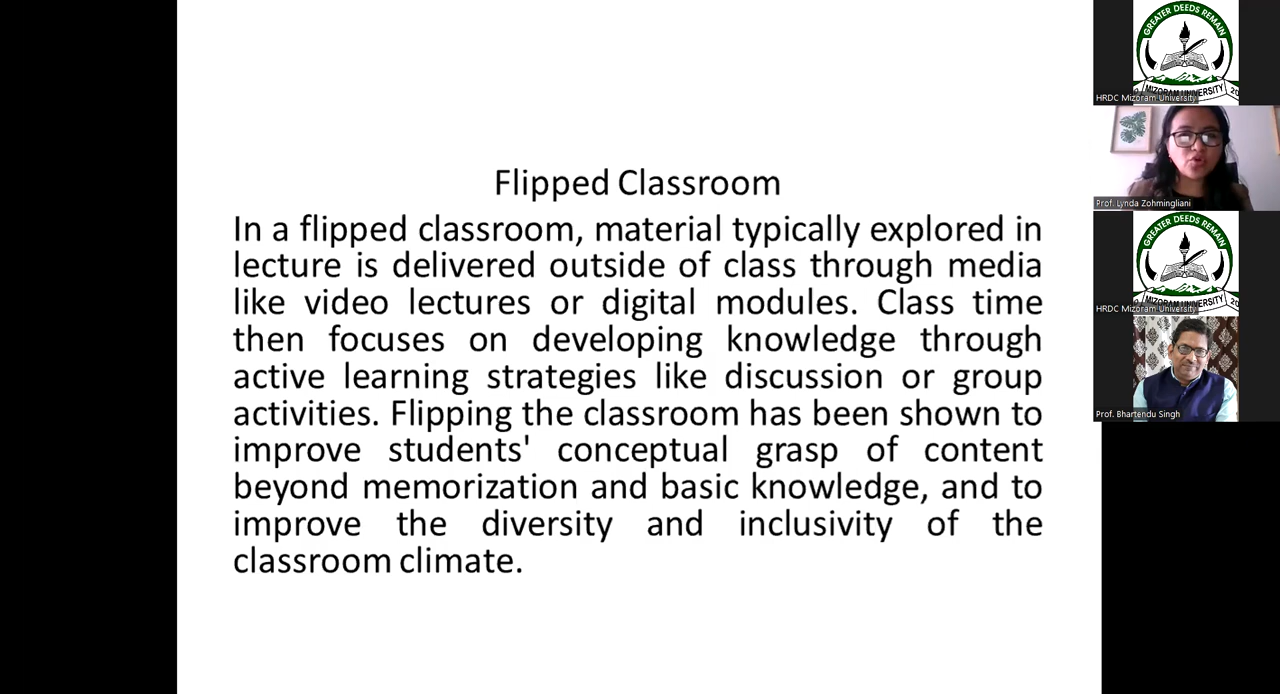 Flipped Classroom
In a flipped classroom, material typically explored in
lecture is delivered outside of class through media
like video lectures or digital modules. Class time
then focuses on developing knowledge through
active learning strategies like discussion or group
activities. Flipping the classroom has been shown to
improve students' conceptual grasp of content
beyond memorization and basic knowledge, and to
improve the diversity and inclusivity of the
classroom climate.
GREATER DEEDS REMAIN
MIZORAM UNIVERSITY
HRDC Mizoram University
Prof. Lynda Zohmingliani
GREATER DEEDS REMAIN
MIZORAM UNIVERSITY
HRDC Mizoram University
Prof. Bhartendu Singh